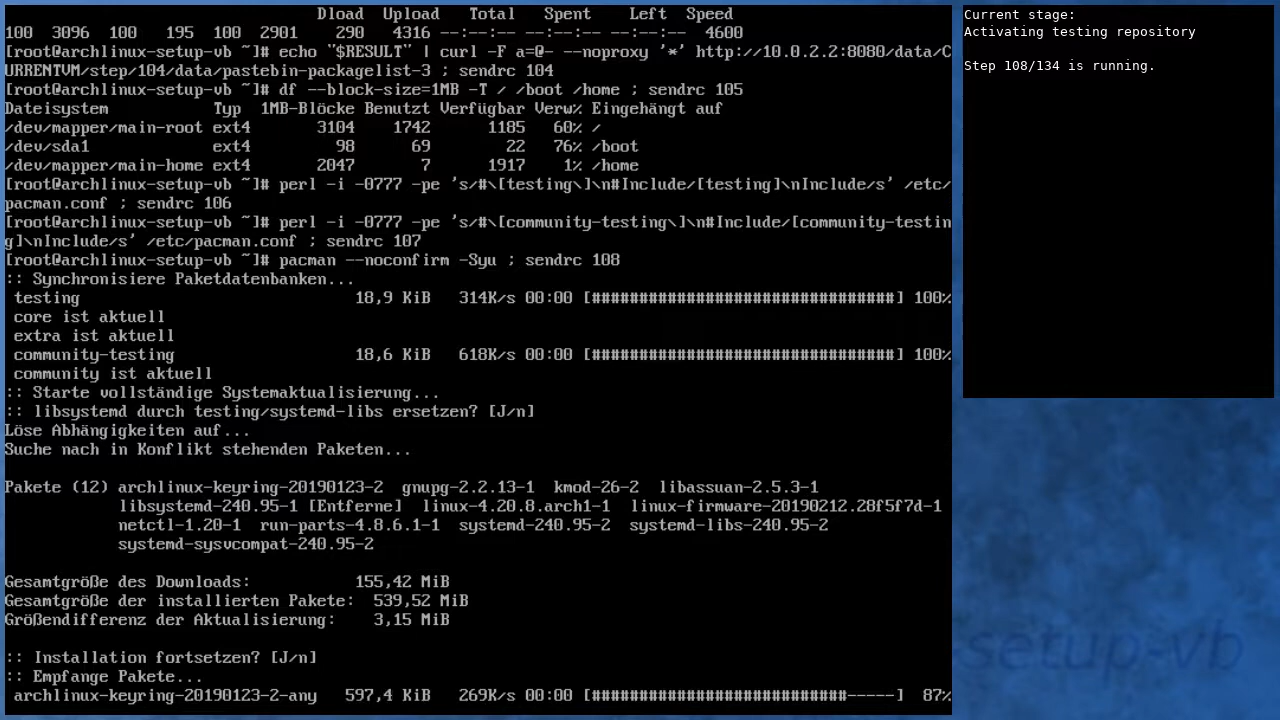 Dload  Upload   Total   Spent    Left  Speed
100  3096  100   195  100  2901    290   4316 --:--:-- --:--:-- --:--:--  4600
[root@archlinux-setup-vb ~]# echo "$RESULT" | curl -F a=@- --noproxy '*' http://10.0.2.2:8080/data/C
URRENTVM/step/104/data/pastebin-packagelist-3 ; sendrc 104
[root@archlinux-setup-vb ~]# df --block-size=1MB -T / /boot /home ; sendrc 105
Dateisystem           Typ  1MB-Blöcke Benutzt Verfügbar Verw% Eingehängt auf
/dev/mapper/main-root ext4       3104    1742      1185   60% /
/dev/sda1             ext4         98      69        22   76% /boot
/dev/mapper/main-home ext4       2047       7      1917    1% /home
[root@archlinux-setup-vb ~]# perl -i -0777 -pe 's/#\[testing\]\n#Include/[testing]\nInclude/s' /etc/
pacman.conf ; sendrc 106
[root@archlinux-setup-vb ~]# perl -i -0777 -pe 's/#\[community-testing\]\n#Include/[community-testin
g]\nInclude/s' /etc/pacman.conf ; sendrc 107
[root@archlinux-setup-vb ~]# pacman --noconfirm -Syu ; sendrc 108
:: Synchronisiere Paketdatenbanken...
 testing                             18,9 KiB   314K/s 00:00 [################################] 100%
 core ist aktuell
 extra ist aktuell
 community-testing                   18,6 KiB   618K/s 00:00 [################################] 100%
 community ist aktuell
:: Starte vollständige Systemaktualisierung...
:: libsystemd durch testing/systemd-libs ersetzen? [J/n]
Löse Abhängigkeiten auf...
Suche nach in Konflikt stehenden Paketen...
Pakete (12) archlinux-keyring-20190123-2  gnupg-2.2.13-1  kmod-26-2  libassuan-2.5.3-1
            libsystemd-240.95-1 [Entferne]  linux-4.20.8.arch1-1  linux-firmware-20190212.28f5f7d-1
            netctl-1.20-1  run-parts-4.8.6.1-1  systemd-240.95-2  systemd-libs-240.95-2
            systemd-sysvcompat-240.95-2
Gesamtgröße des Downloads:           155,42 MiB
Gesamtgröße der installierten Pakete:  539,52 MiB
Größendifferenz der Aktualisierung:    3,15 MiB
:: Installation fortsetzen? [J/n]
:: Empfange Pakete...
 archlinux-keyring-20190123-2-any   597,4 KiB   269K/s 00:00 [###########################-----]  87%
Current stage:
Activating testing repository
Step 108/134 is running.
setup-vb